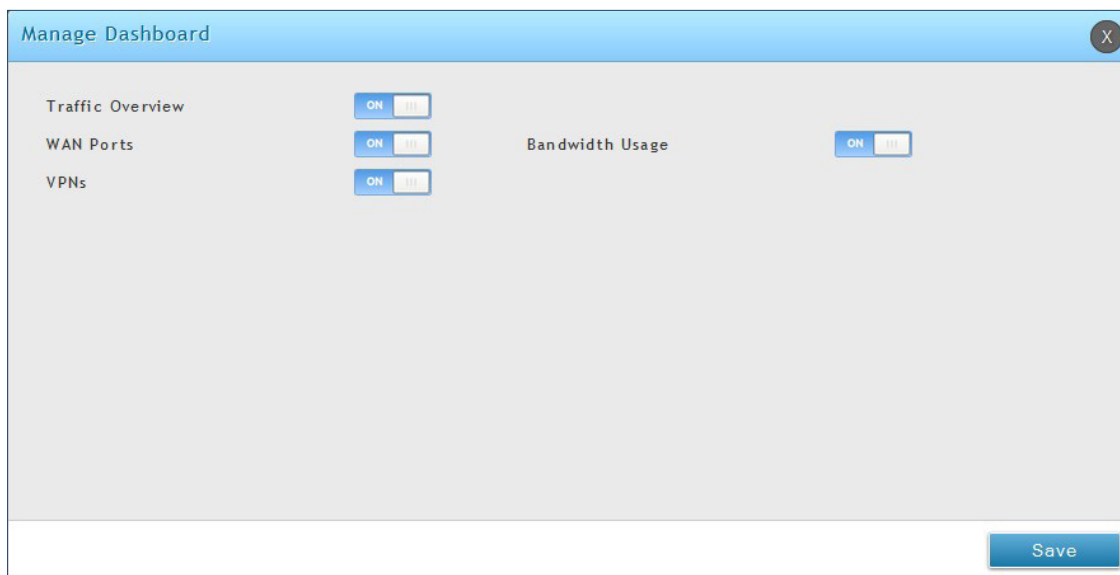 Manage Dashboard X
Traffic Overview ON
WAN Ports ON Bandwidth Usage ON
VPNs ON
Save